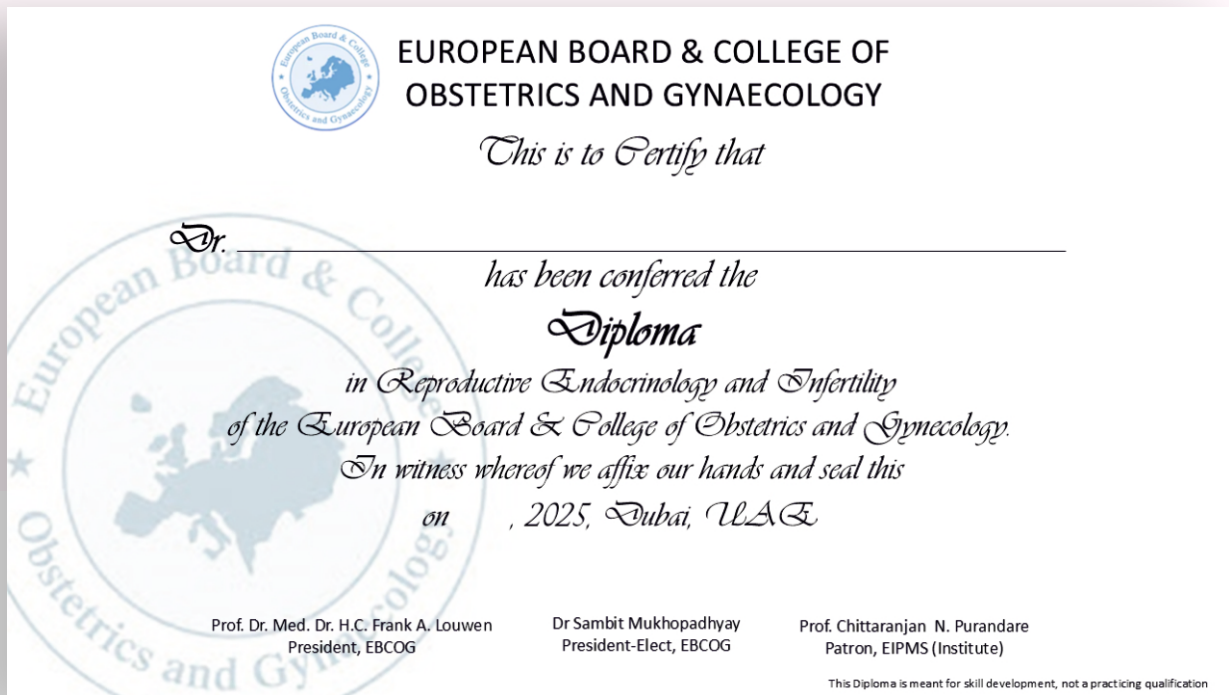 European Board & College
Obstetrics and Gynaecology
EUROPEAN BOARD & COLLEGE OF
OBSTETRICS AND GYNAECOLOGY
This is to Certify that
Dr.
has been conferred the
Diploma
in Reproductive Endocrinology and Infertility
of the European Board & College of Obstetrics and Gynecology.
In witness whereof we affix our hands and seal this
on , 2025, Dubai, UAE
European Board & College
Obstetrics and Gynaecology
Prof. Dr. Med. Dr. H.C. Frank A. Louwen
President, EBCOG
Dr Sambit Mukhopadhyay
President-Elect, EBCOG
Prof. Chittaranjan N. Purandare
Patron, EIPMS (Institute)
This Diploma is meant for skill development, not a practicing qualification